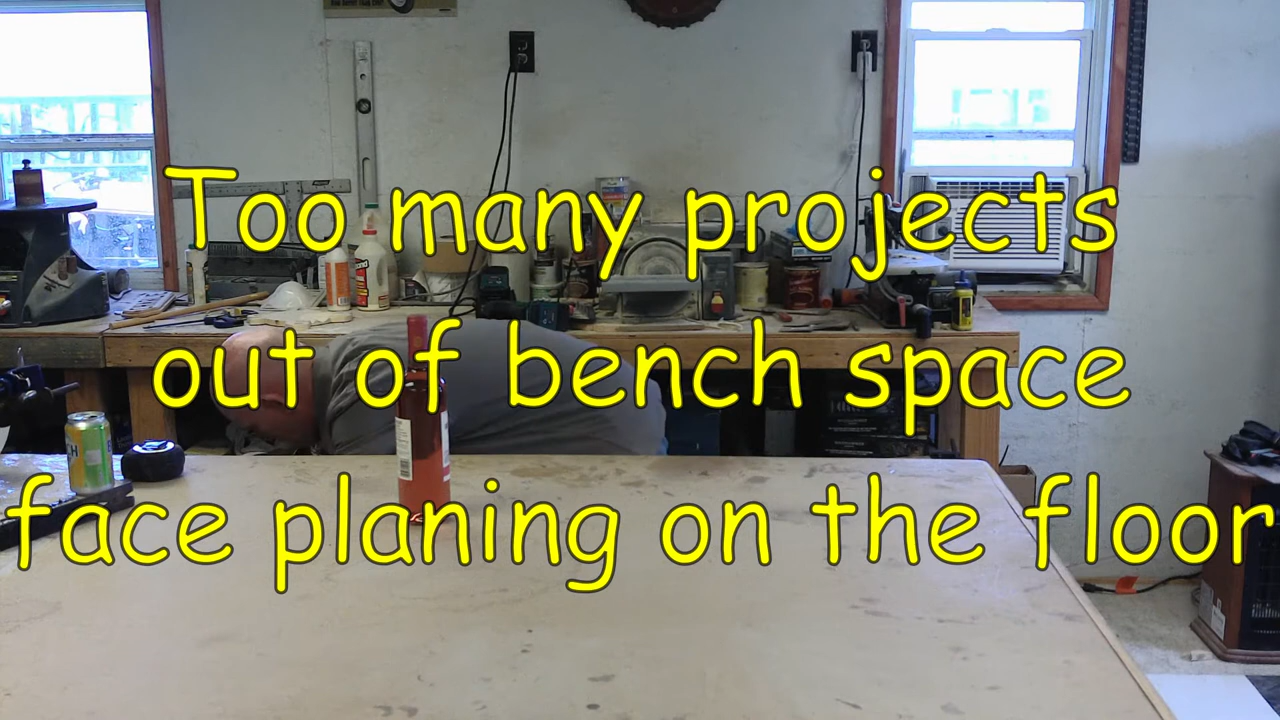 Too many projects
out of bench space
face planing on the floor